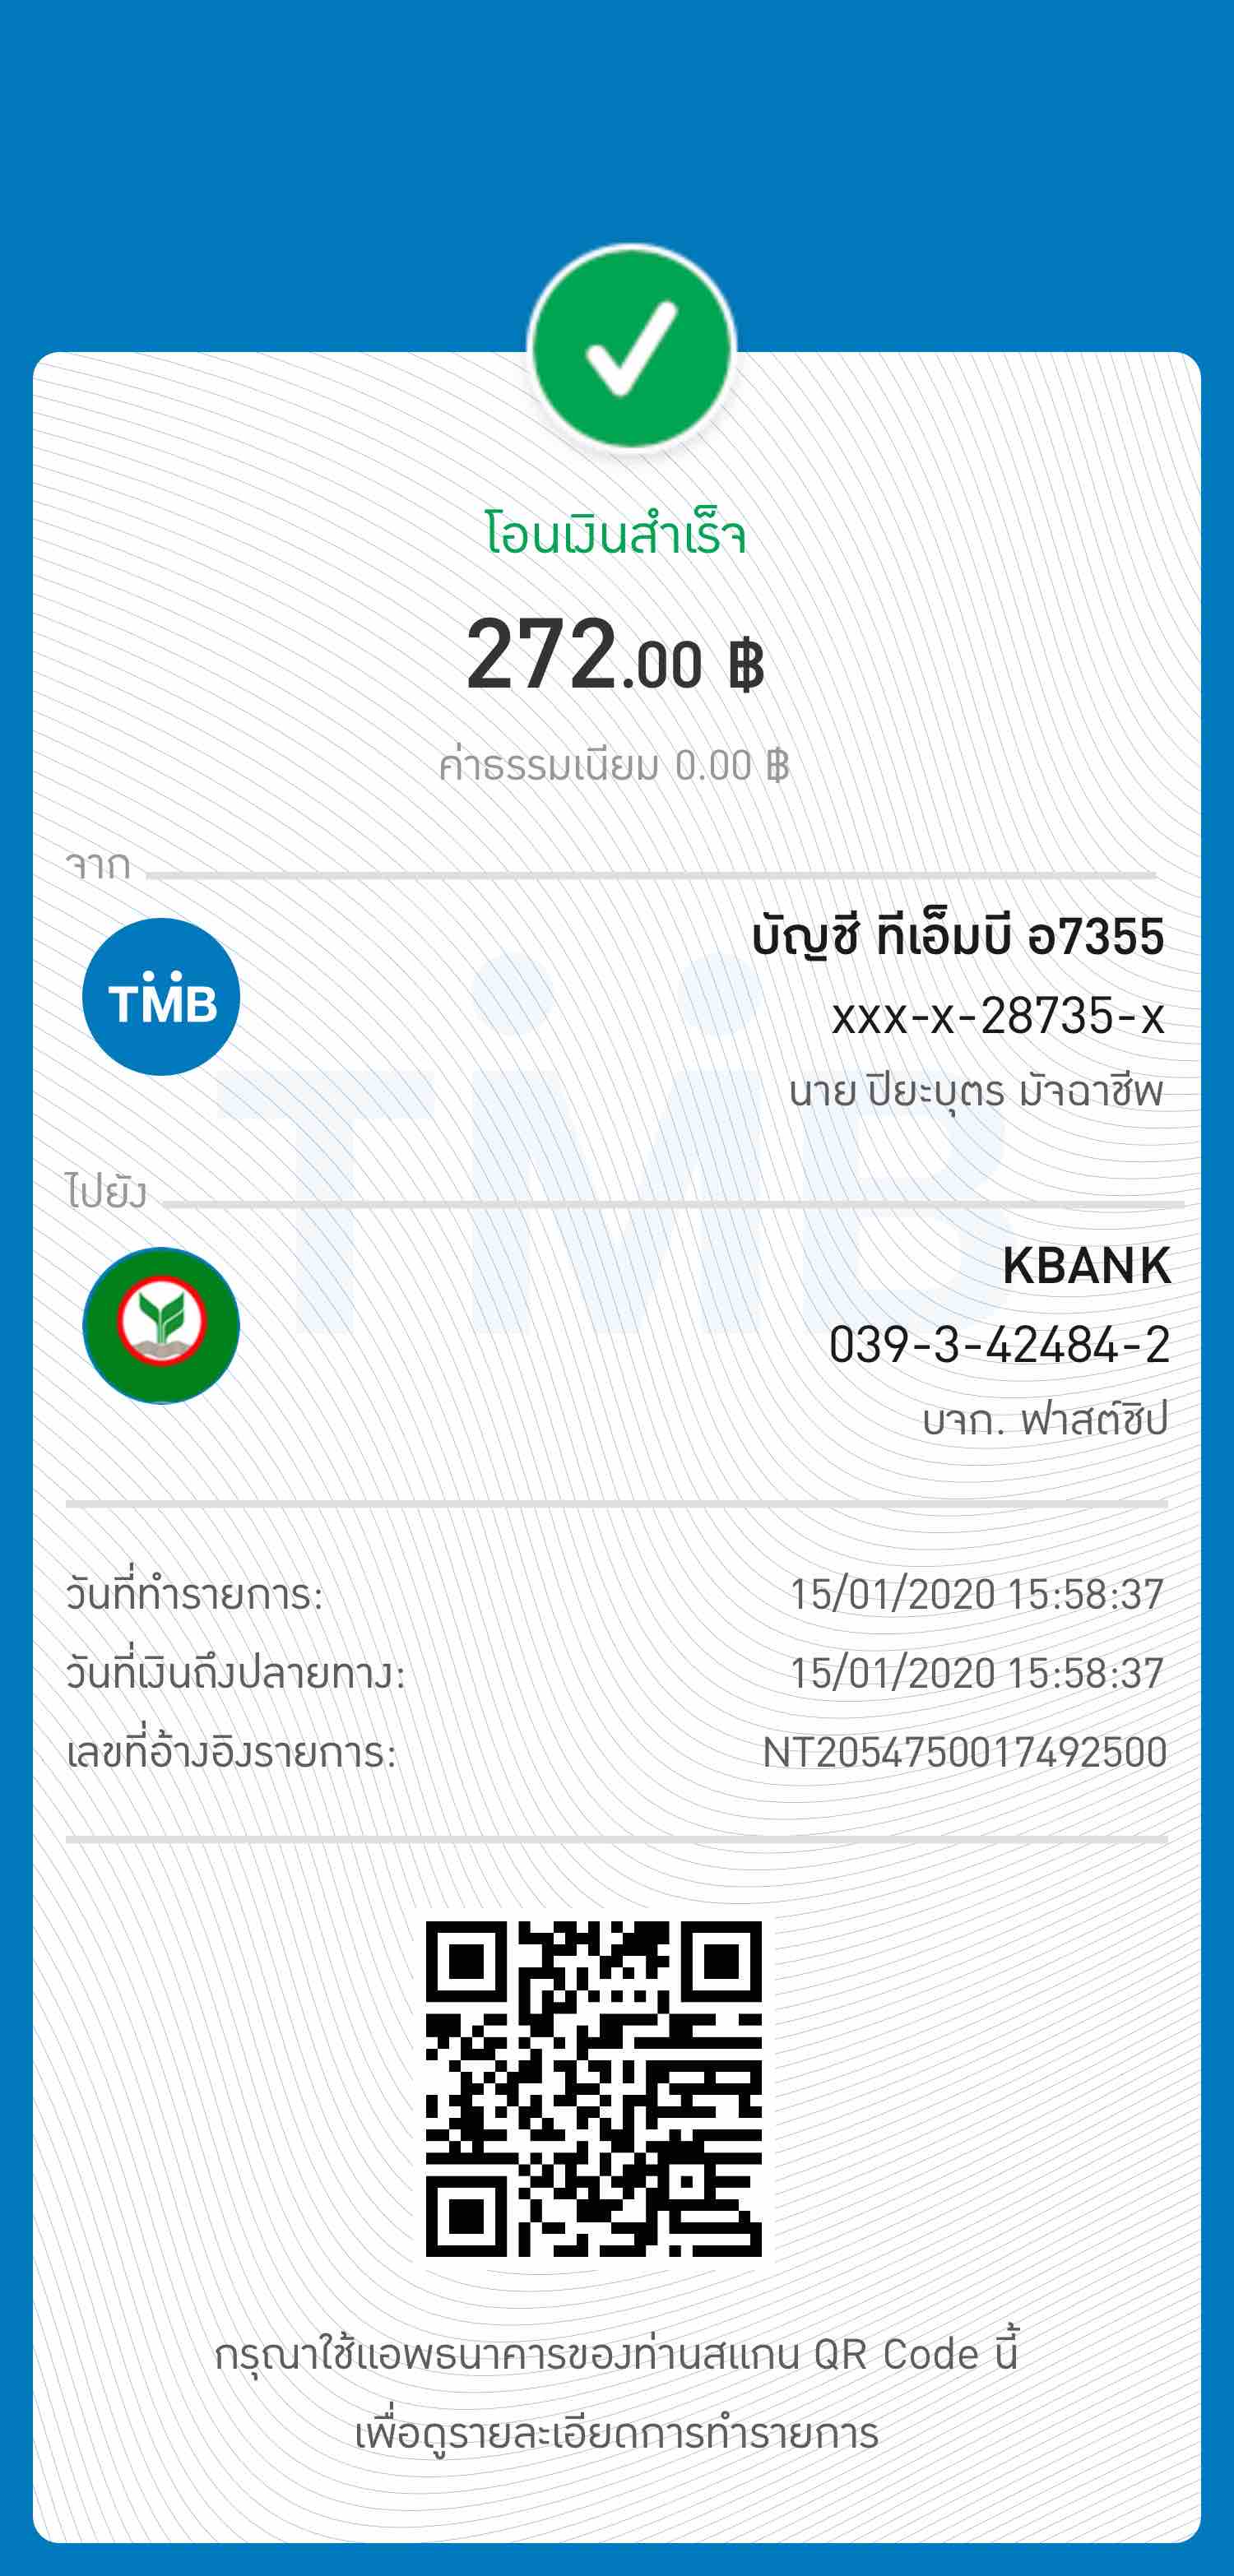 โอนเงินสำเร็จ
272.00 ฿
ค่าธรรมเนียม 0.00 ฿
จาก
TMB
บัญชี ทีเอ็มบี อ7355
xxx-x-28735-x
นาย ปิยะบุตร มัจฉาชีพ
ไปยัง
KBANK
039-3-42484-2
บจก. ฟาสต์ชิป
วันที่ทำรายการ: 15/01/2020 15:58:37
วันที่เงินถึงปลายทาง: 15/01/2020 15:58:37
เลขที่อ้างอิงรายการ: NT2054750017492500
กรุณาใช้แอพธนาคารของท่านสแกน QR Code นี้
เพื่อดูรายละเอียดการทำรายการ